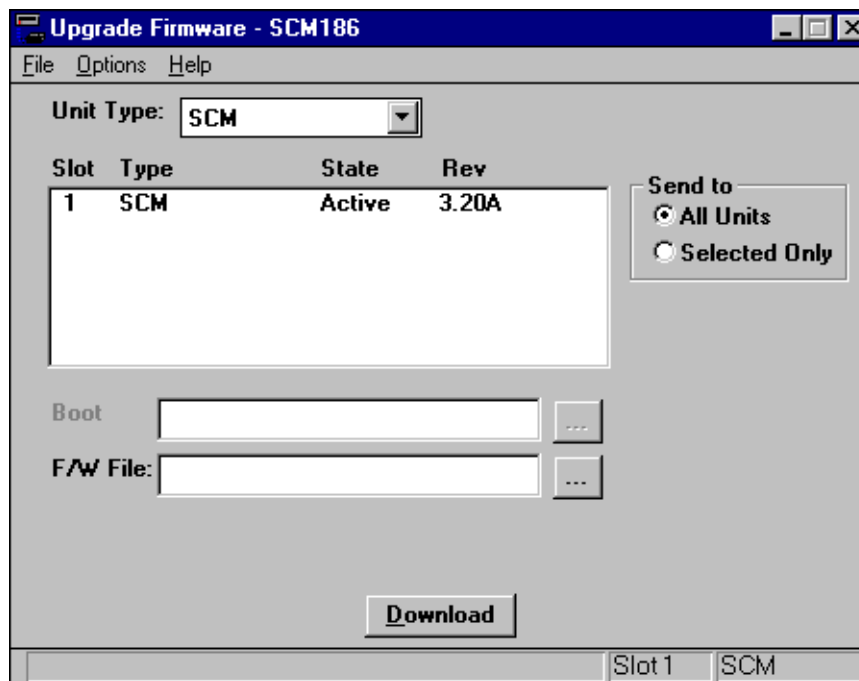 Upgrade Firmware - SCM186
File Options Help
Unit Type: SCM
Slot Type State Rev
1 SCM Active 3.20A
Send to
All Units
Selected Only
Boot
...
F/W File:
...
Download
Slot 1 SCM